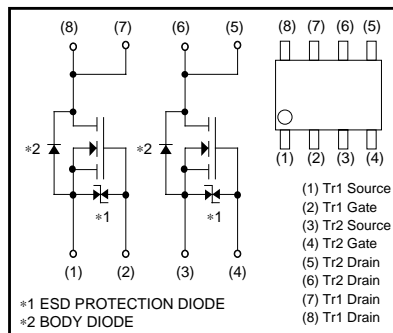 (8) (7) (6) (5)
(8) (7) (6) (5)
∗2 ∗2
∗1 ∗1
(1) (2) (3) (4)
(1) (2) (3) (4)
(1) Tr1 Source
(2) Tr1 Gate
(3) Tr2 Source
(4) Tr2 Gate
(5) Tr2 Drain
(6) Tr2 Drain
(7) Tr1 Drain
(8) Tr1 Drain
∗1 ESD PROTECTION DIODE
∗2 BODY DIODE